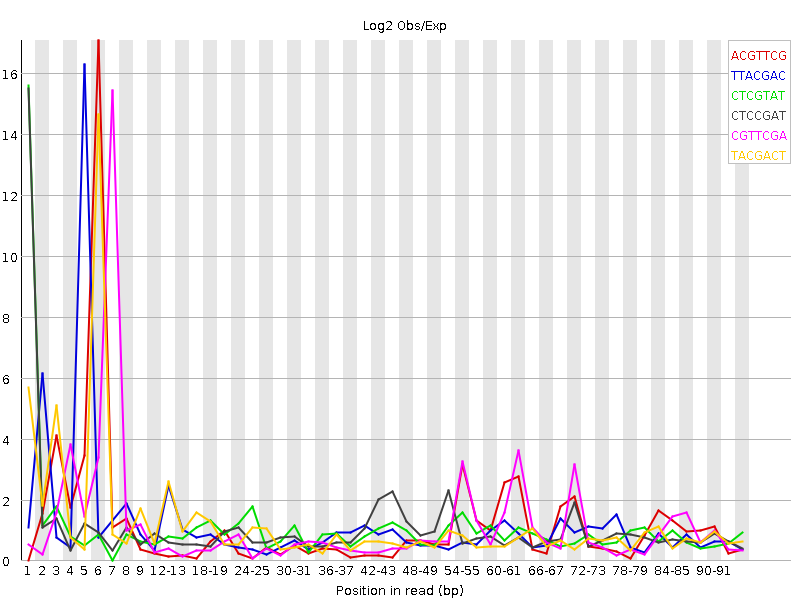 Log2 Obs/Exp
ACGTTCG
TTACGAC
CTCGTAT
CTCCGAT
CGTTCGA
TACGACT
16
14
12
10
8
6
4
2
0
1 2 3 4 5 6 7 8 9 12-13 18-19 24-25 30-31 36-37 42-43 48-49 54-55 60-61 66-67 72-73 78-79 84-85 90-91
Position in read (bp)